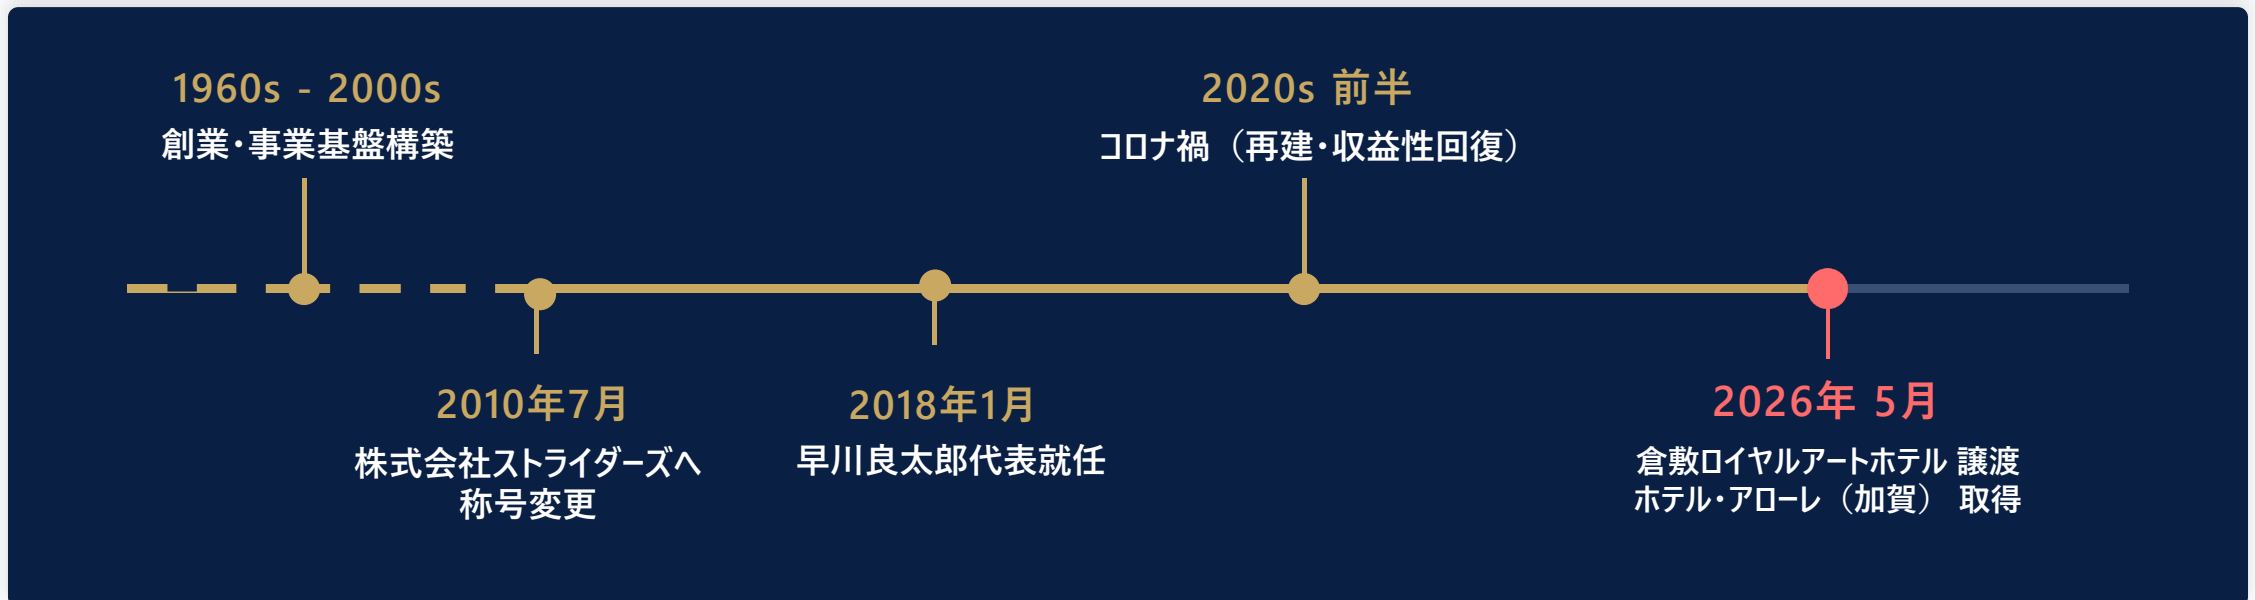 1960s - 2000s
創業・事業基盤構築
2020s 前半
コロナ禍（再建・収益性回復）
2010年7月
株式会社ストライダーズへ
称号変更
2018年1月
早川良太郎代表就任
2026年 5月
倉敷ロイヤルアートホテル 譲渡
ホテル・アローレ（加賀） 取得